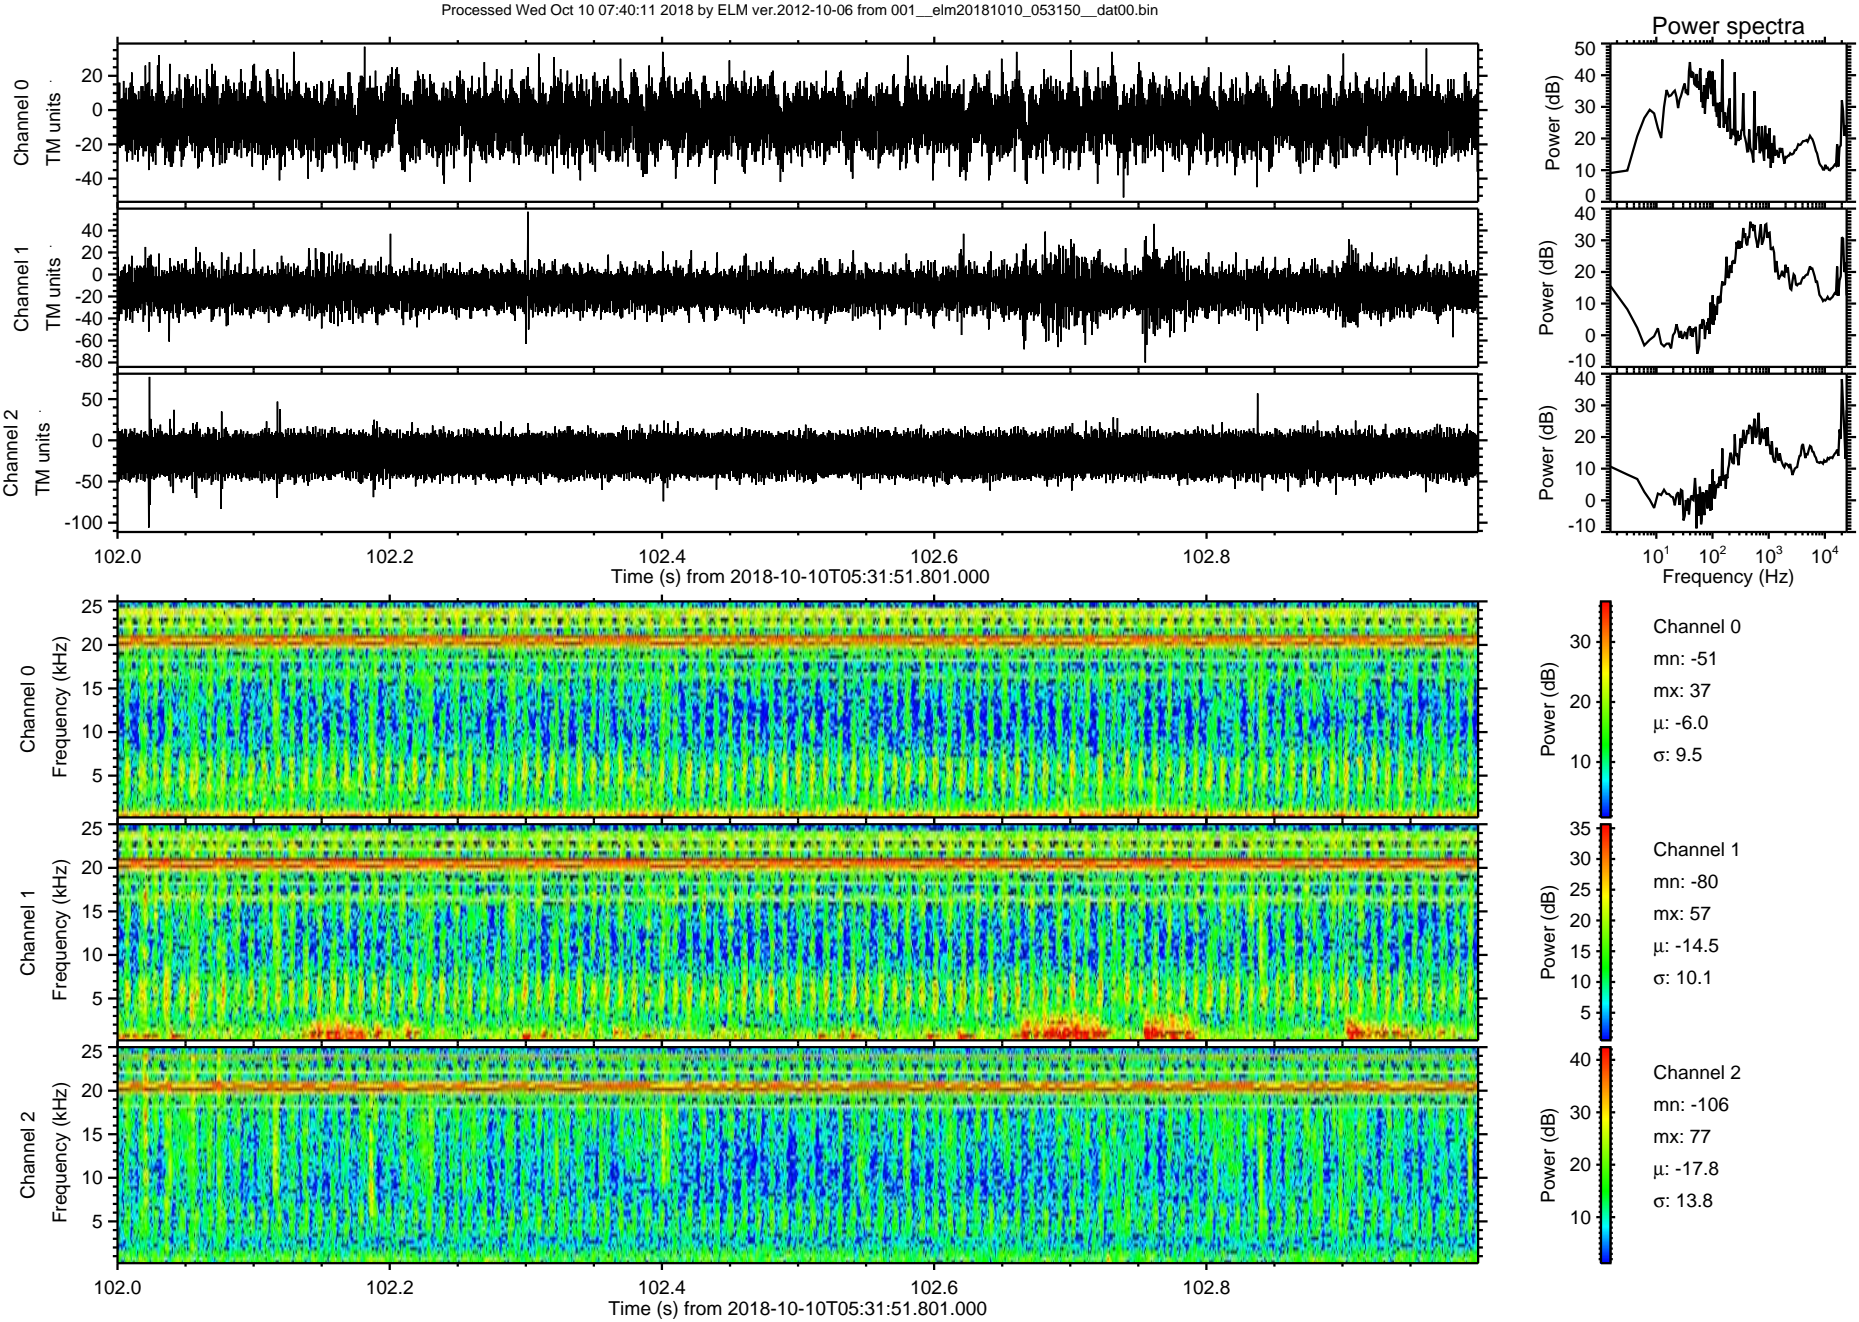 Processed Wed Oct 10 07:40:11 2018 by ELM ver.2012-10-06 from 001__elm20181010_053150__dat00.bin
Power spectra
Channel 0
TM units
20
0
-20
-40
Power (dB)
50
40
30
20
10
0
Channel 1
TM units
40
20
0
-20
-40
-60
-80
Power (dB)
40
30
20
10
0
-10
Channel 2
TM units
50
0
-50
-100
Power (dB)
40
30
20
10
0
-10
102.0 102.2 102.4 102.6 102.8
Time (s) from 2018-10-10T05:31:51.801.000
10^1 10^2 10^3 10^4
Frequency (Hz)
Channel 0
Frequency (kHz)
25
20
15
10
5
Power (dB)
30
20
10
Channel 0
mn: -51
mx: 37
μ: -6.0
σ: 9.5
Channel 1
Frequency (kHz)
25
20
15
10
5
Power (dB)
35
30
25
20
15
10
5
Channel 1
mn: -80
mx: 57
μ: -14.5
σ: 10.1
Channel 2
Frequency (kHz)
25
20
15
10
5
Power (dB)
40
30
20
10
Channel 2
mn: -106
mx: 77
μ: -17.8
σ: 13.8
102.0 102.2 102.4 102.6 102.8
Time (s) from 2018-10-10T05:31:51.801.000